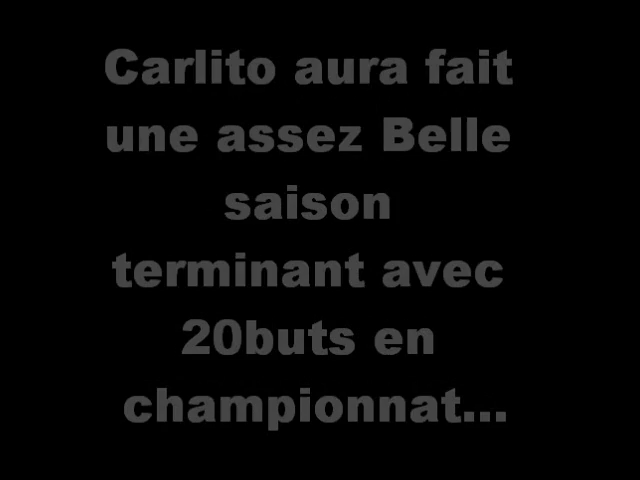 Carlito aura fait
une assez Belle
saison
terminant avec
20buts en
championnat...